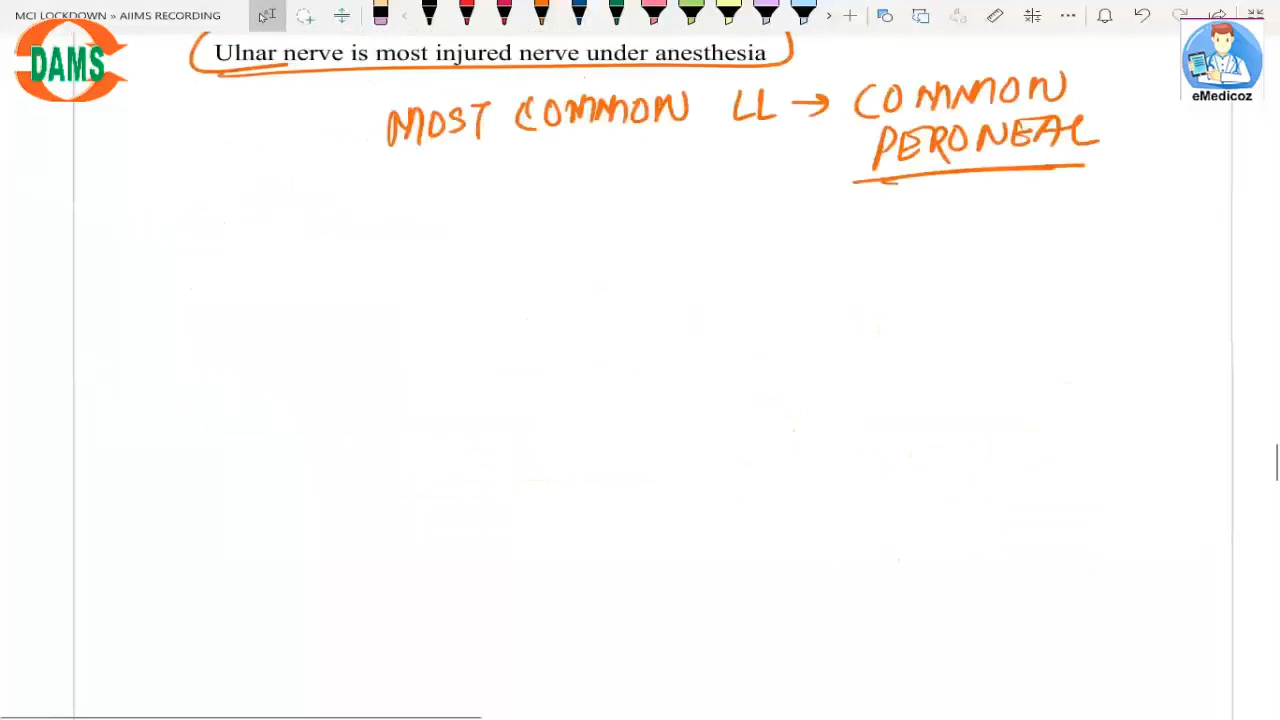 MCI LOCKDOWN » AIIMS RECORDING
DAMS
Ulnar nerve is most injured nerve under anesthesia
eMedicoz
MOST COMMON LL → COMMON
PERONEAL